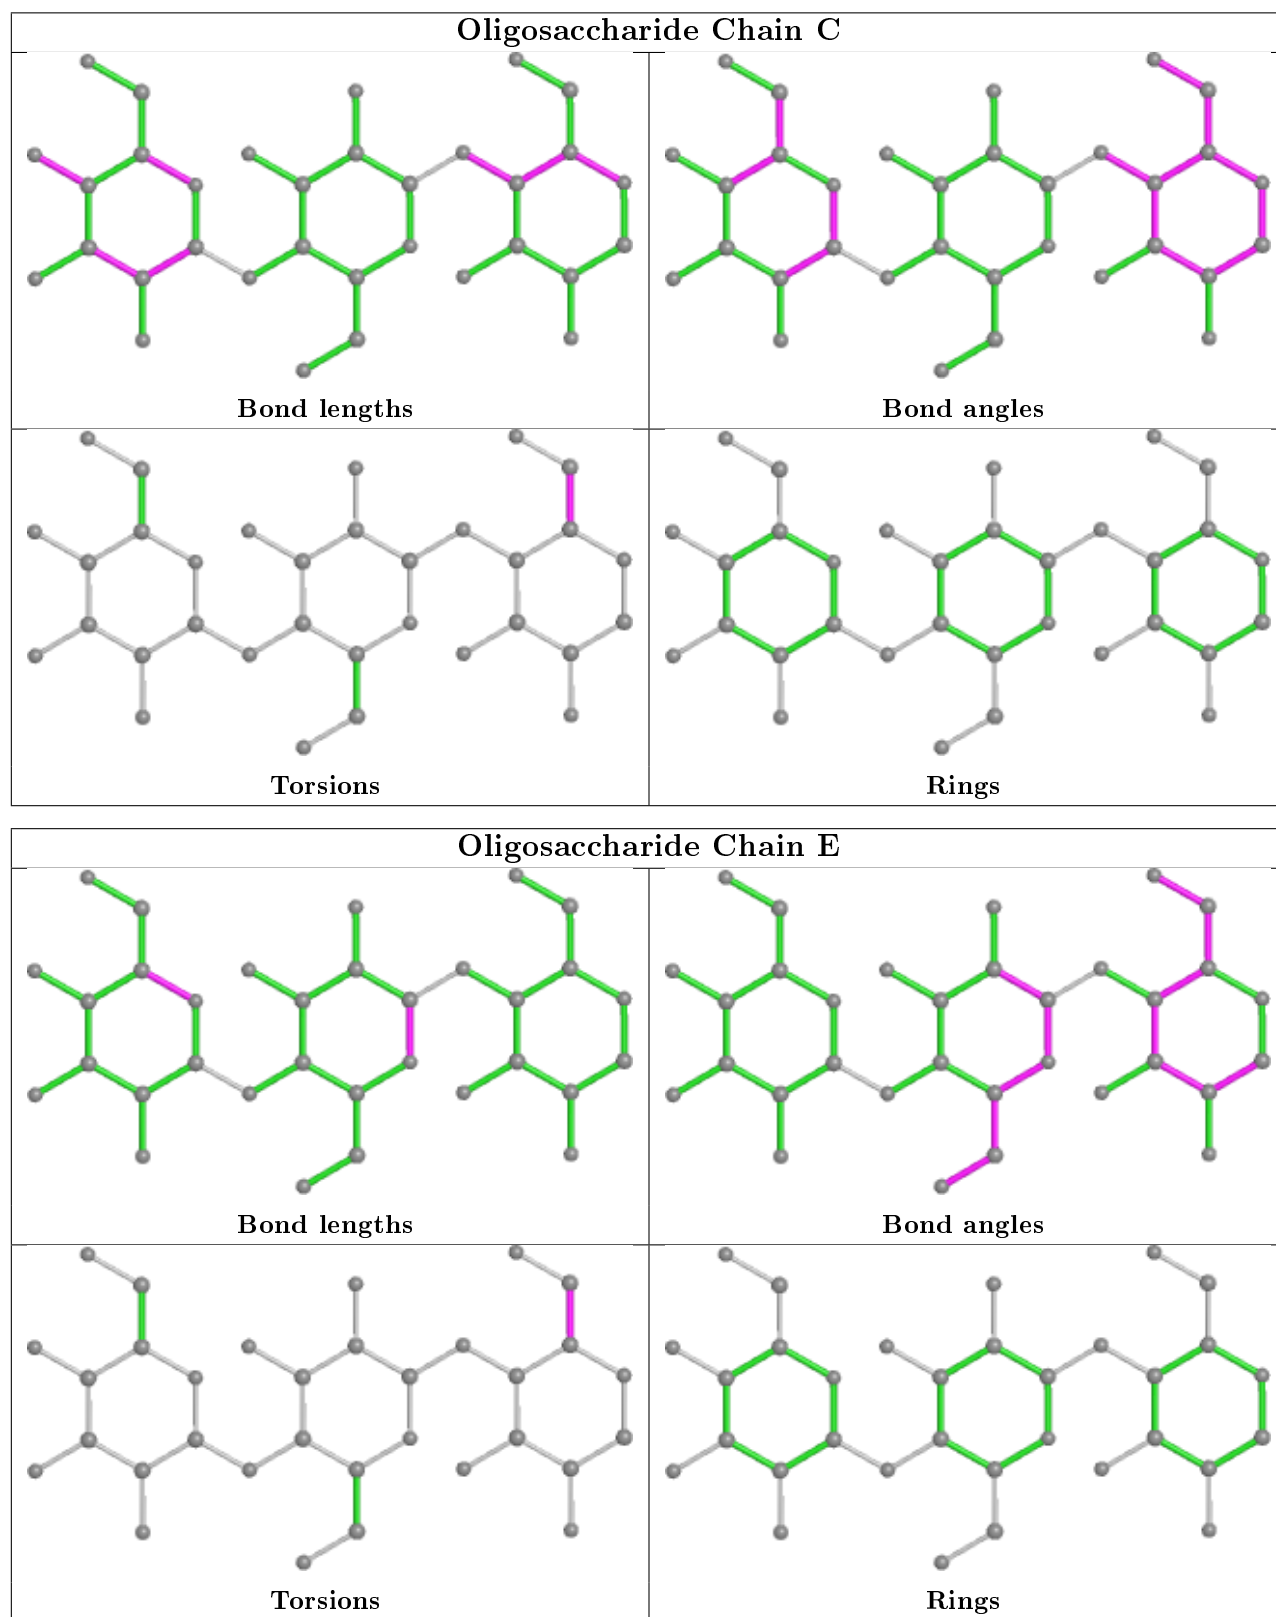 Oligosaccharide Chain C
Bond lengths
Bond angles
Torsions
Rings
Oligosaccharide Chain E
Bond lengths
Bond angles
Torsions
Rings